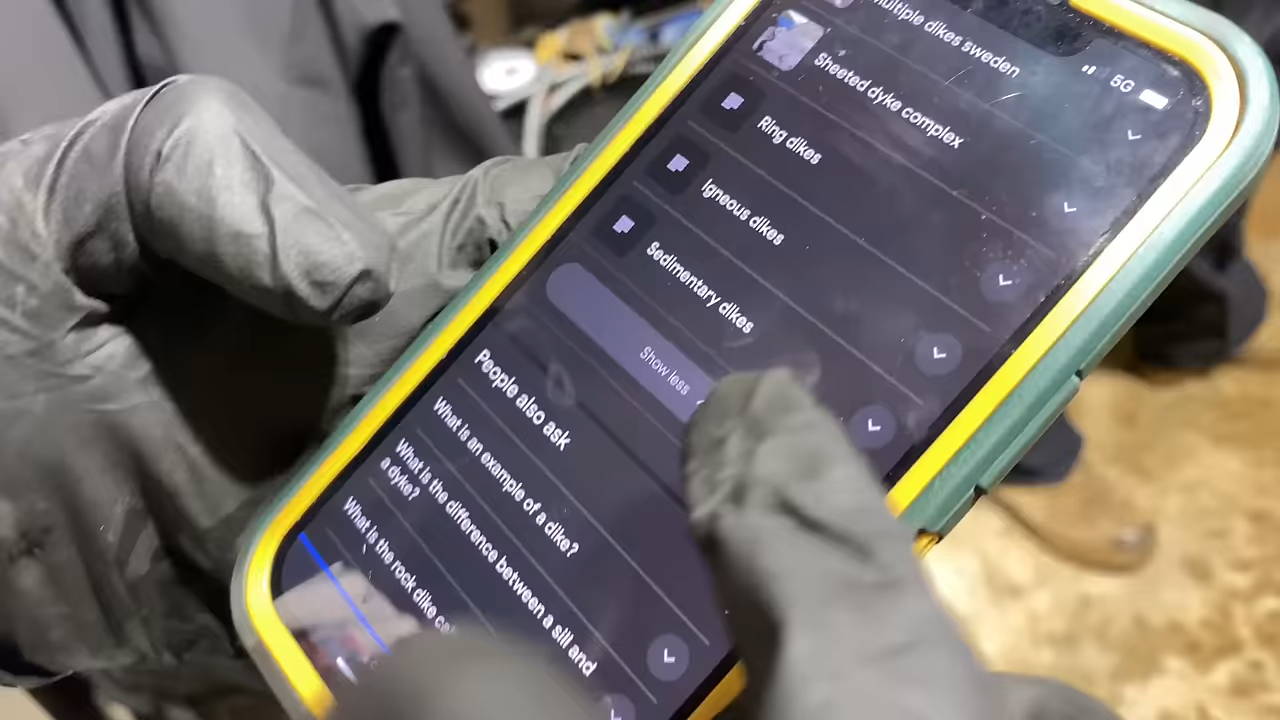 multiple dikes sweden
5G
Sheeted dyke complex
Ring dikes
Igneous dikes
Sedimentary dikes
Show less
People also ask
What is an example of a dike?
What is the difference between a sill and
a dyke?
What is the rock dike